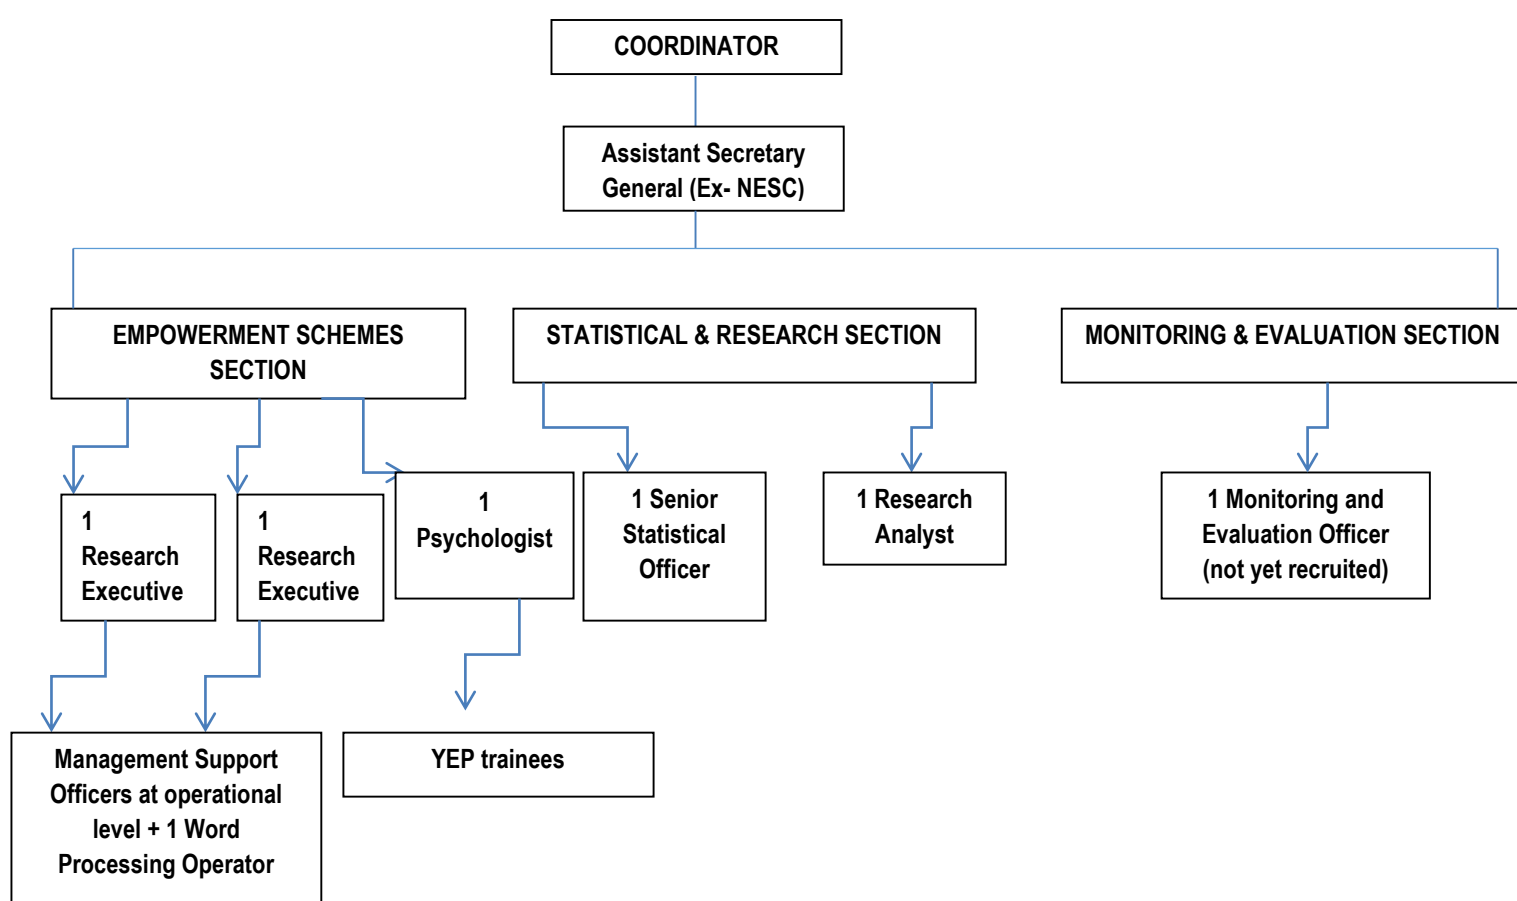 COORDINATOR
Assistant Secretary
General (Ex- NESC)
EMPOWERMENT SCHEMES
SECTION
STATISTICAL & RESEARCH SECTION
MONITORING & EVALUATION SECTION
1
Research
Executive
1
Research
Executive
1
Psychologist
1 Senior
Statistical
Officer
1 Research
Analyst
1 Monitoring and
Evaluation Officer
(not yet recruited)
Management Support
Officers at operational
level + 1 Word
Processing Operator
YEP trainees